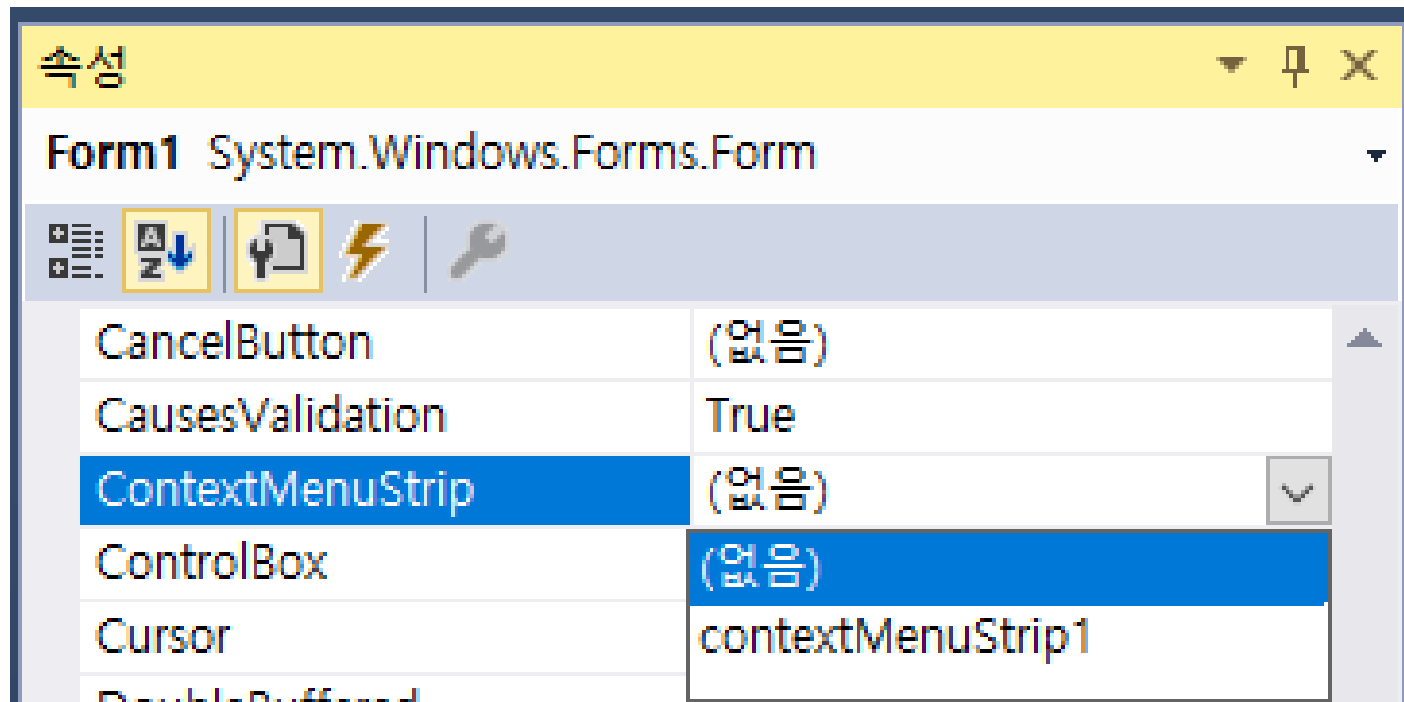 속성
Form1 System.Windows.Forms.Form
CancelButton (없음)
CausesValidation True
ContextMenuStrip (없음)
ControlBox (없음)
Cursor contextMenuStrip1